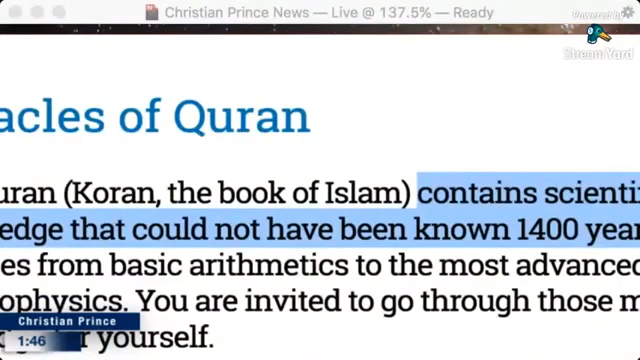 Christian Prince News — Live @ 137.5% — Ready
Powered by
StreamYard
acles of Quran
uran (Koran, the book of Islam) contains scienti
edge that could not have been known 1400 year
es from basic arithmetics to the most advanced
ophysics. You are invited to go through those m
r yourself.
Christian Prince
1:46